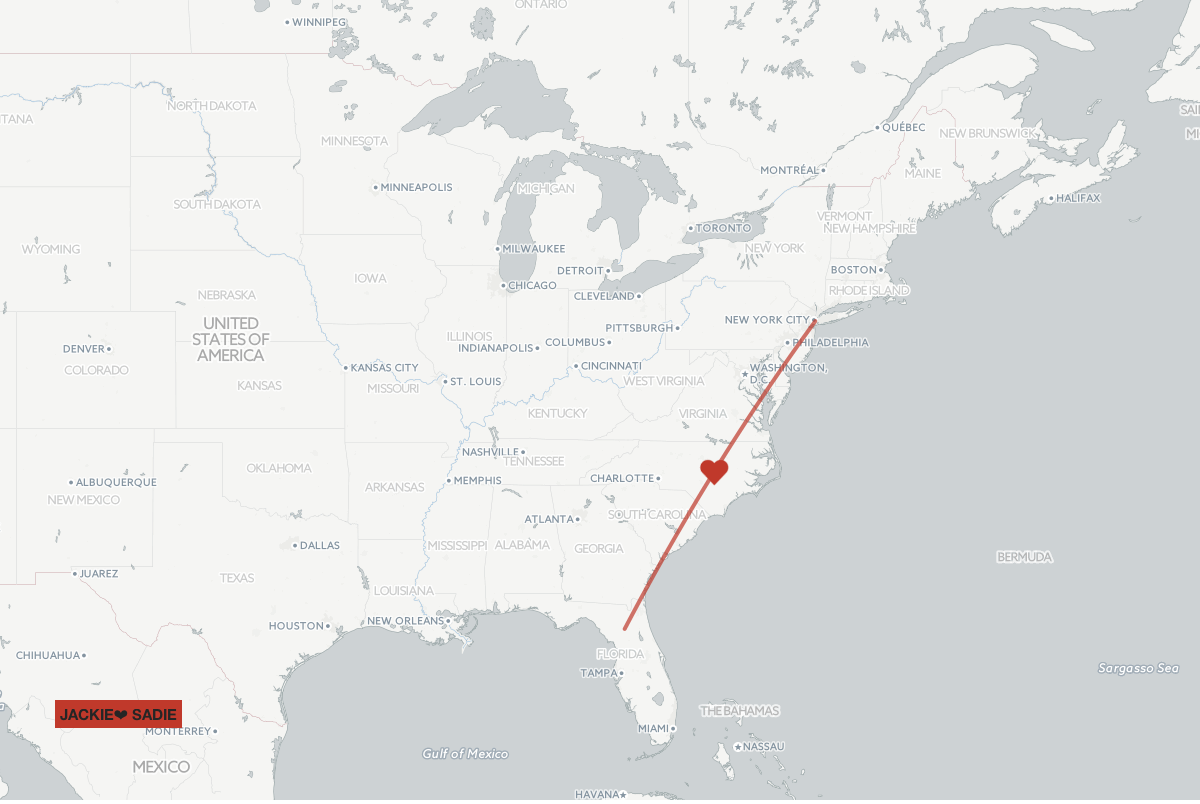 ONTARIO
WINNIPEG
NORTH DAKOTA
TANA
MINNESOTA
QUÉBEC
NEW BRUNSWICK
SAI
MI
MONTRÉAL
MAINE
MINNEAPOLIS
MICHIGAN
HALIFAX
SOUTH DAKOTA
VERMONT
NEW HAMPSHIRE
TORONTO
WYOMING
MILWAUKEE
NEW YORK
DETROIT
BOSTON
IOWA
CHICAGO
CLEVELAND
RHODE ISLAND
NEBRASKA
UNITED
STATES OF
AMERICA
NEW YORK CITY
PITTSBURGH
ILLINOIS
COLUMBUS
PHILADELPHIA
DENVER
INDIANAPOLIS
COLORADO
KANSAS CITY
CINCINNATI
WASHINGTON,
D.C.
KANSAS
MISSOURI
ST. LOUIS
WEST VIRGINIA
KENTUCKY
VIRGINIA
NASHVILLE
TENNESSEE
OKLAHOMA
ALBUQUERQUE
MEMPHIS
CHARLOTTE
ARKANSAS
NEW MEXICO
SOUTH CAROLINA
ATLANTA
DALLAS
MISSISSIPPI
ALABAMA
GEORGIA
BERMUDA
JUAREZ
TEXAS
LOUISIANA
HOUSTON
NEW ORLEANS
CHIHUAHUA
FLORIDA
Sargasso Sea
TAMPA
a
JACKIE❤ SADIE
THE BAHAMAS
MONTERREY
MIAMI
NASSAU
Gulf of Mexico
MEXICO
HAVANA